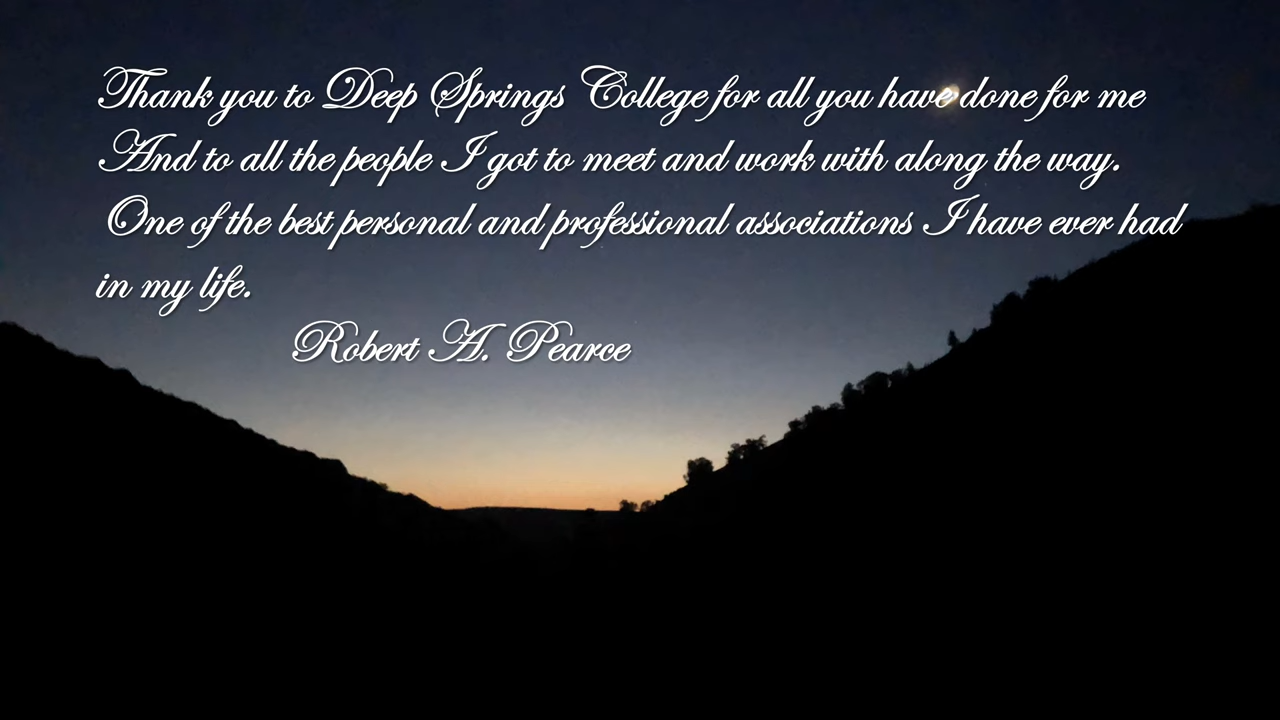 Thank you to Deep Springs College for all you have done for me
And to all the people I got to meet and work with along the way.
One of the best personal and professional associations I have ever had
in my life.
Robert A. Pearce